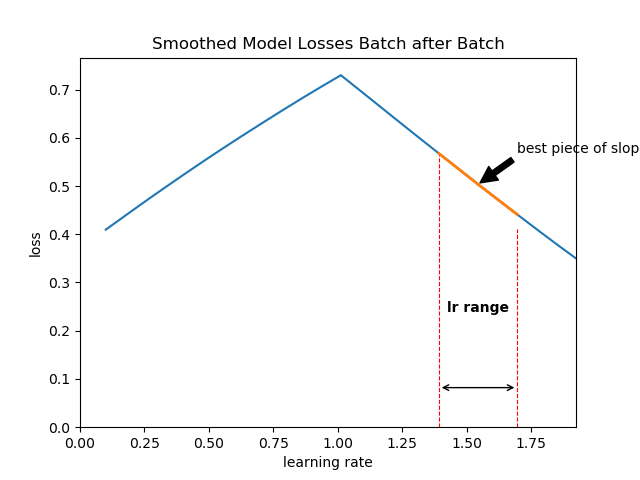 Smoothed Model Losses Batch after Batch
0.7
0.6
0.5
0.4
0.3
0.2
0.1
0.0
loss
best piece of slop
lr range
0.00 0.25 0.50 0.75 1.00 1.25 1.50 1.75
learning rate